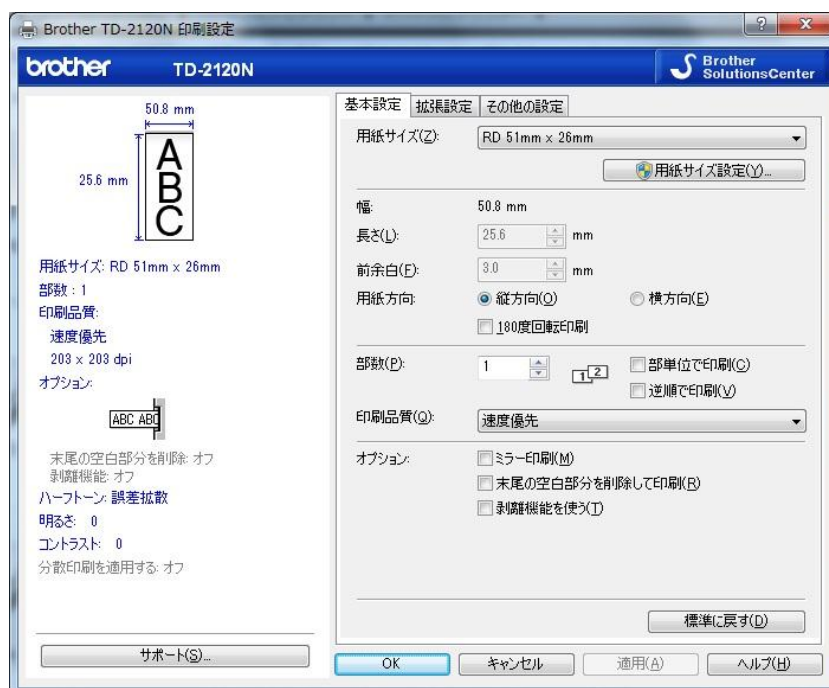 Brother TD-2120N 印刷設定
brother TD-2120N
Brother SolutionsCenter
50.8 mm
25.6 mm
ABC
用紙サイズ: RD 51mm x 26mm
部数 : 1
印刷品質:
速度優先
203 x 203 dpi
オプション:
ABC ABC
末尾の空白部分を削除: オフ
剥離機能: オフ
ハーフトーン: 誤差拡散
明るさ: 0
コントラスト: 0
分散印刷を適用する: オフ
サポート(S)...
基本設定 拡張設定 その他の設定
用紙サイズ(Z): RD 51mm x 26mm
用紙サイズ設定(Y)...
幅: 50.8 mm
長さ(L): 25.6 mm
前余白(F): 3.0 mm
用紙方向: 縦方向(O) 横方向(E)
180度回転印刷
部数(P): 1 12 部単位で印刷(C)
逆順で印刷(V)
印刷品質(Q): 速度優先
オプション: ミラー印刷(M)
末尾の空白部分を削除して印刷(R)
剥離機能を使う(T)
標準に戻す(D)
OK キャンセル 適用(A) ヘルプ(H)